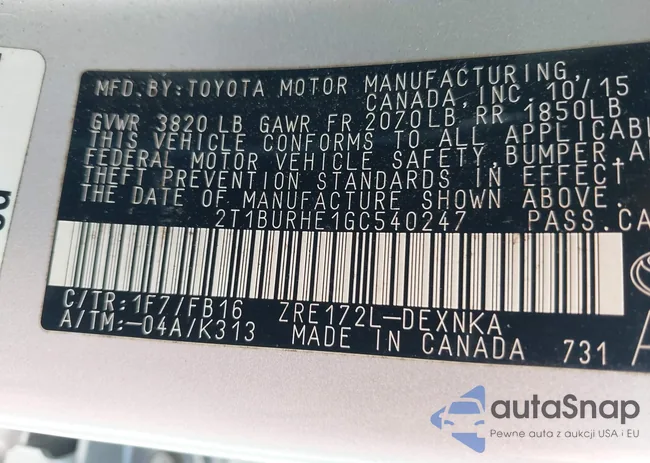 MFD. BY: TOYOTA MOTOR MANUFACTURING,
CANADA, INC. 10/15
GVWR 3820 LB GAWR FR 2070LB RR 1850LB
THIS VEHICLE CONFORMS TO ALL APPLICABL
FEDERAL MOTOR VEHICLE SAFETY, BUMPER A
THEFT PREVENTION STANDARDS IN EFFECT
THE DATE OF MANUFACTURE SHOWN ABOVE.
2T1BURHE1GC540247 PASS.CA
C/TR:1F7/FB16 ZRE172L-DEXNKA
A/TM:-04A/K313 MADE IN CANADA 731
autaSnap
Pewne auta z aukcji USA i EU